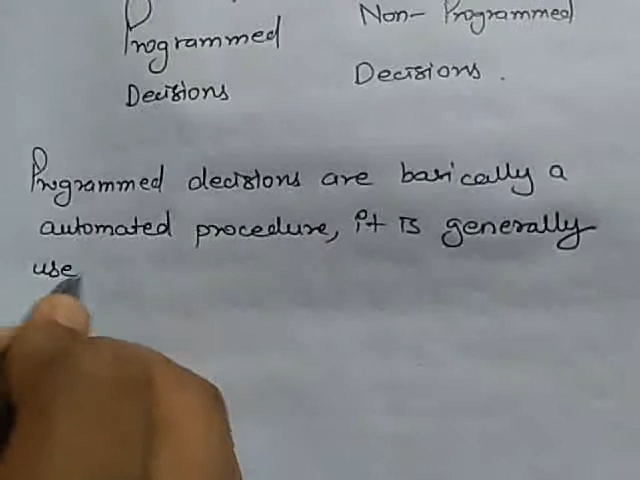 Programmed Non-Programmed
Decisions Decisions.
Programmed decisions are basically a
automated procedure, it is generally
use